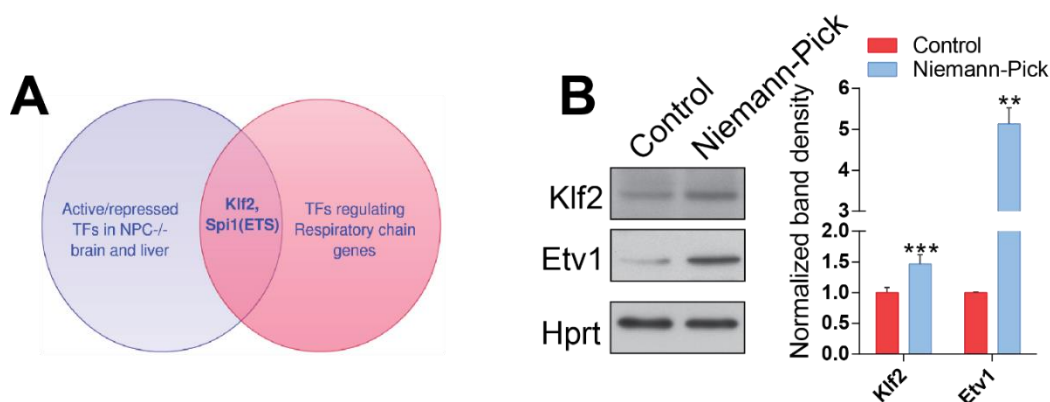 A
Active/repressed
TFs in NPC-/-
brain and liver
Klf2,
Spi1(ETS)
TFs regulating
Respiratory chain
genes
B
Control
Niemann-Pick
Klf2
Etv1
Hprt
Control
Niemann-Pick
Normalized band density
6
5
4
3
2.0
1.5
1.0
0.5
0.0
***
**
Klf2
Etv1